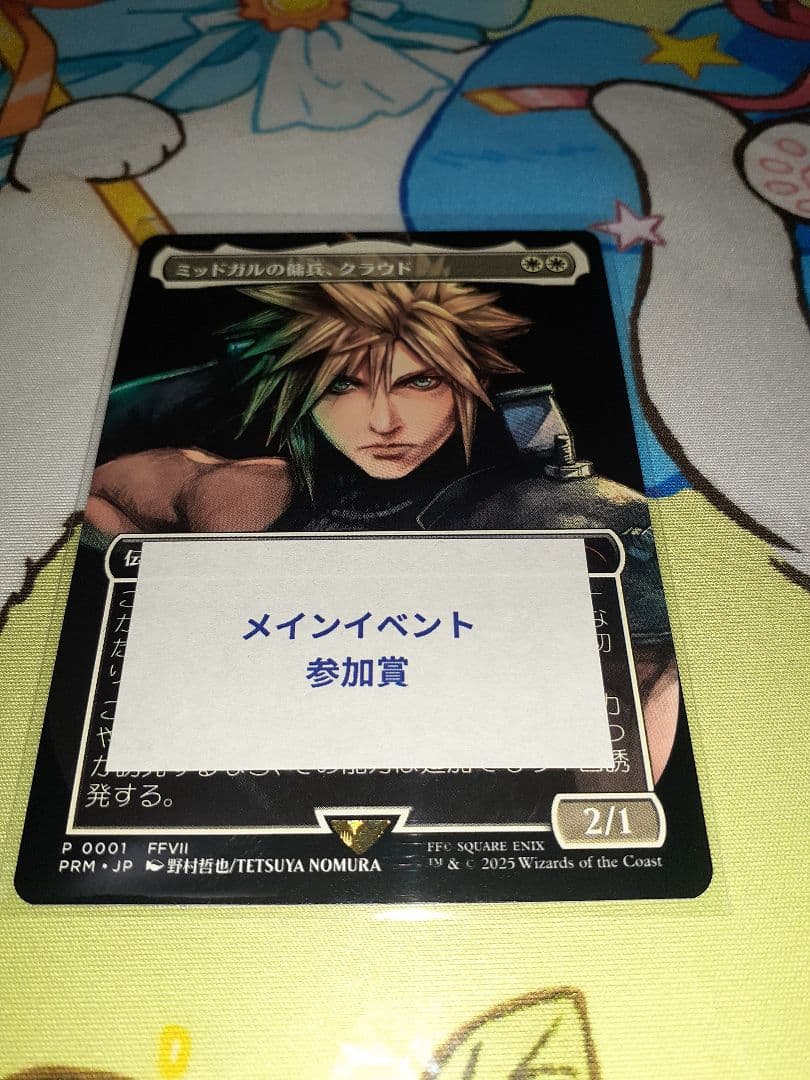 ミッドガルの傭兵、クラウド
伝
メインイベント
参加賞
発する。
2/1
P 0001 FFVII
PRM・JP 野村哲也/TETSUYA NOMURA
FF© SQUARE ENIX
™ & © 2025 Wizards of the Coast